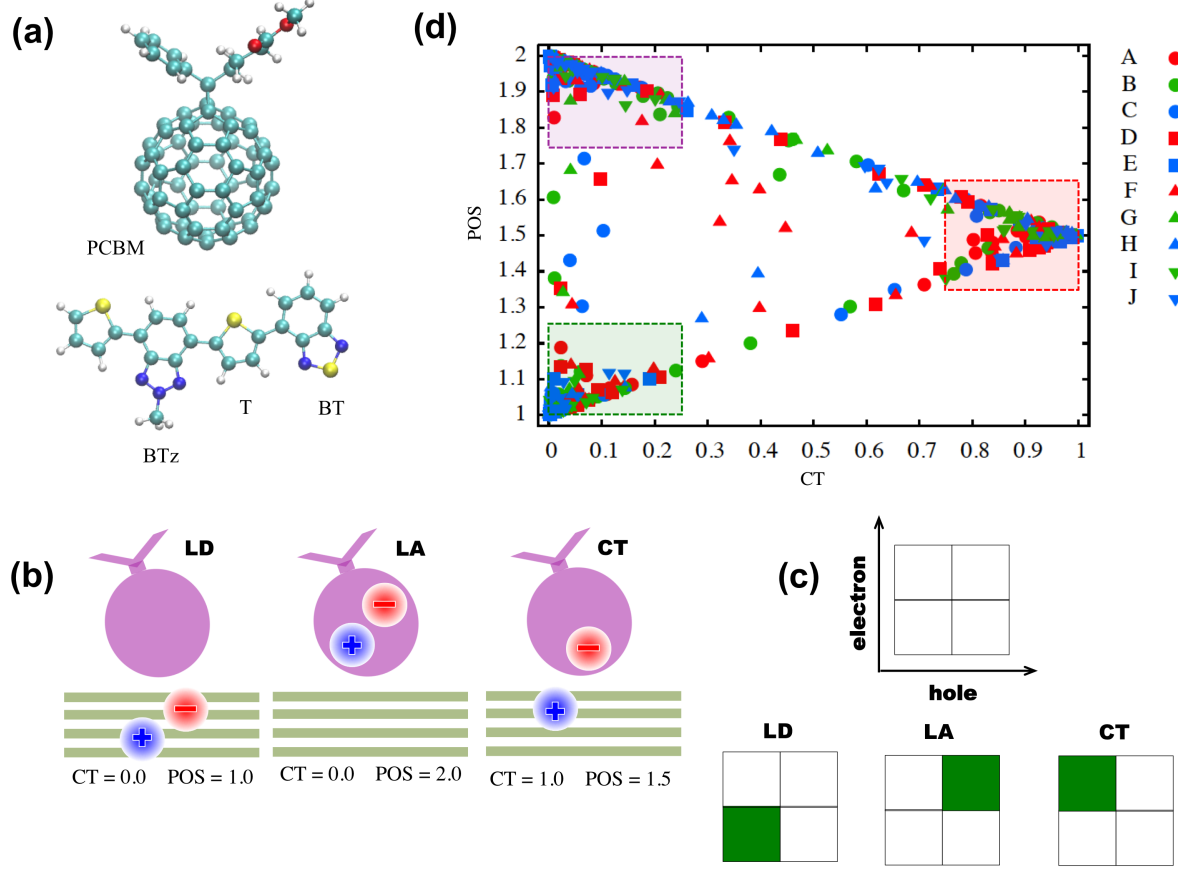 (a)
PCBM
T
BT
BTz
(d)
POS
2
1.9
1.8
1.7
1.6
1.5
1.4
1.3
1.2
1.1
1
0
0.1
0.2
0.3
0.4
0.5
0.6
0.7
0.8
0.9
1
CT
A
B
C
D
E
F
G
H
I
J
(b)
LD
LA
CT
− + − + − +
CT = 0.0 POS = 1.0
CT = 0.0 POS = 2.0
CT = 1.0 POS = 1.5
(c)
electron
hole
LD
LA
CT